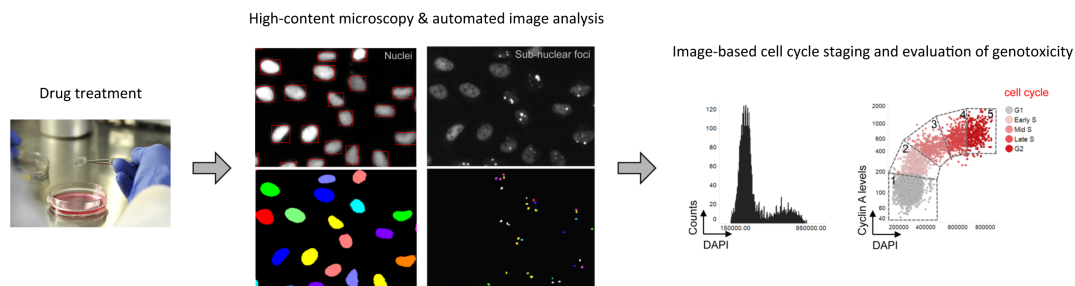 High-content microscopy & automated image analysis
Image-based cell cycle staging and evaluation of genotoxicity
Drug treatment
Nuclei
Sub-nuclear foci
120
100
80
60
40
20
0
Counts
150000.00
950000.00
DAPI
2000
1000
800
600
400
200
100
80
60
40
Cyclin A levels
1
2
3
4
5
200000
400000
600000
800000
DAPI
cell cycle
G1
Early S
Mid S
Late S
G2